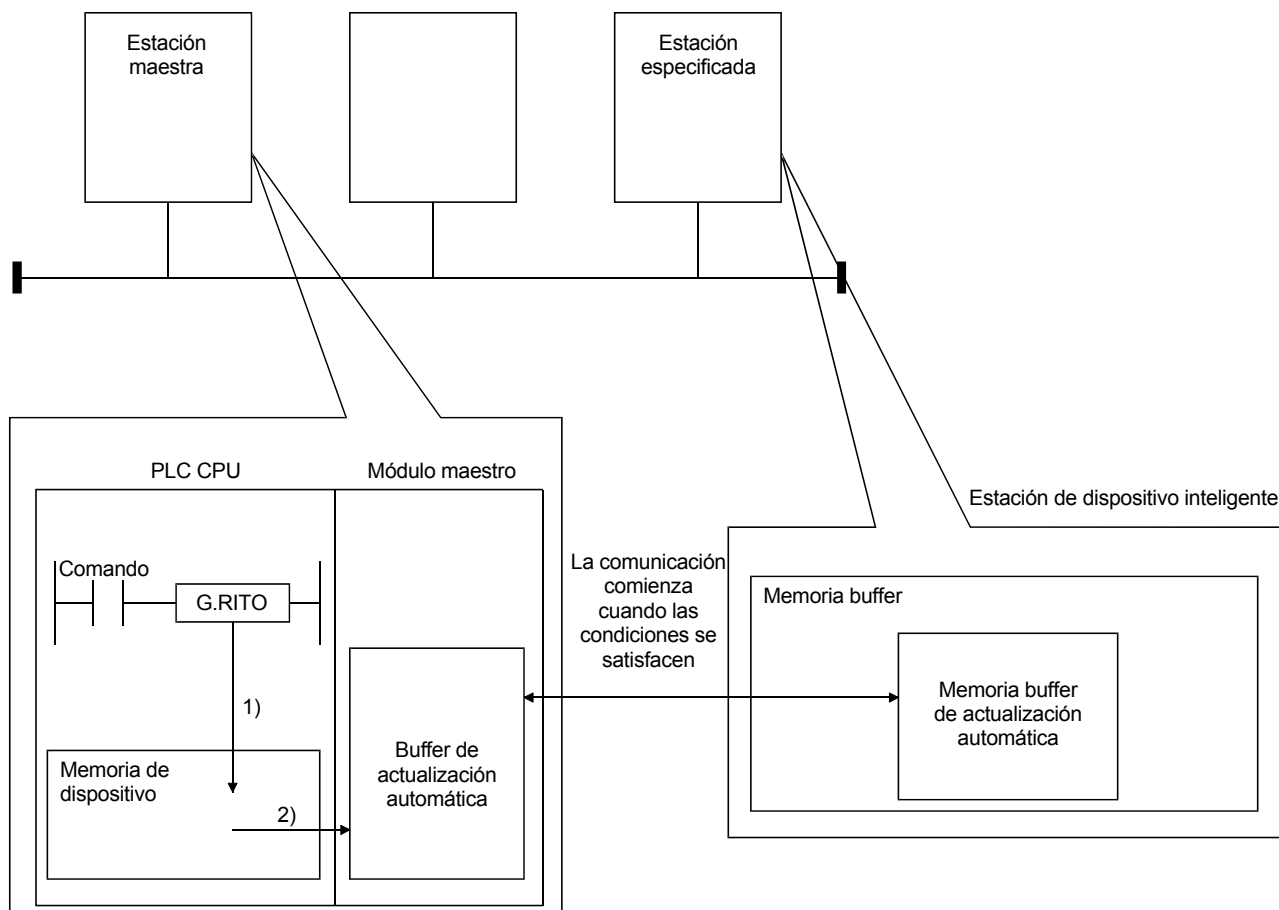 Estación
maestra
Estación
especificada
PLC CPU
Módulo maestro
Estación de dispositivo inteligente
Comando
G.RITO
1)
Memoria de
dispositivo
2)
Buffer de
actualización
automática
La comunicación
comienza
cuando las
condiciones se
satisfacen
Memoria buffer
Memoria buffer
de actualización
automática